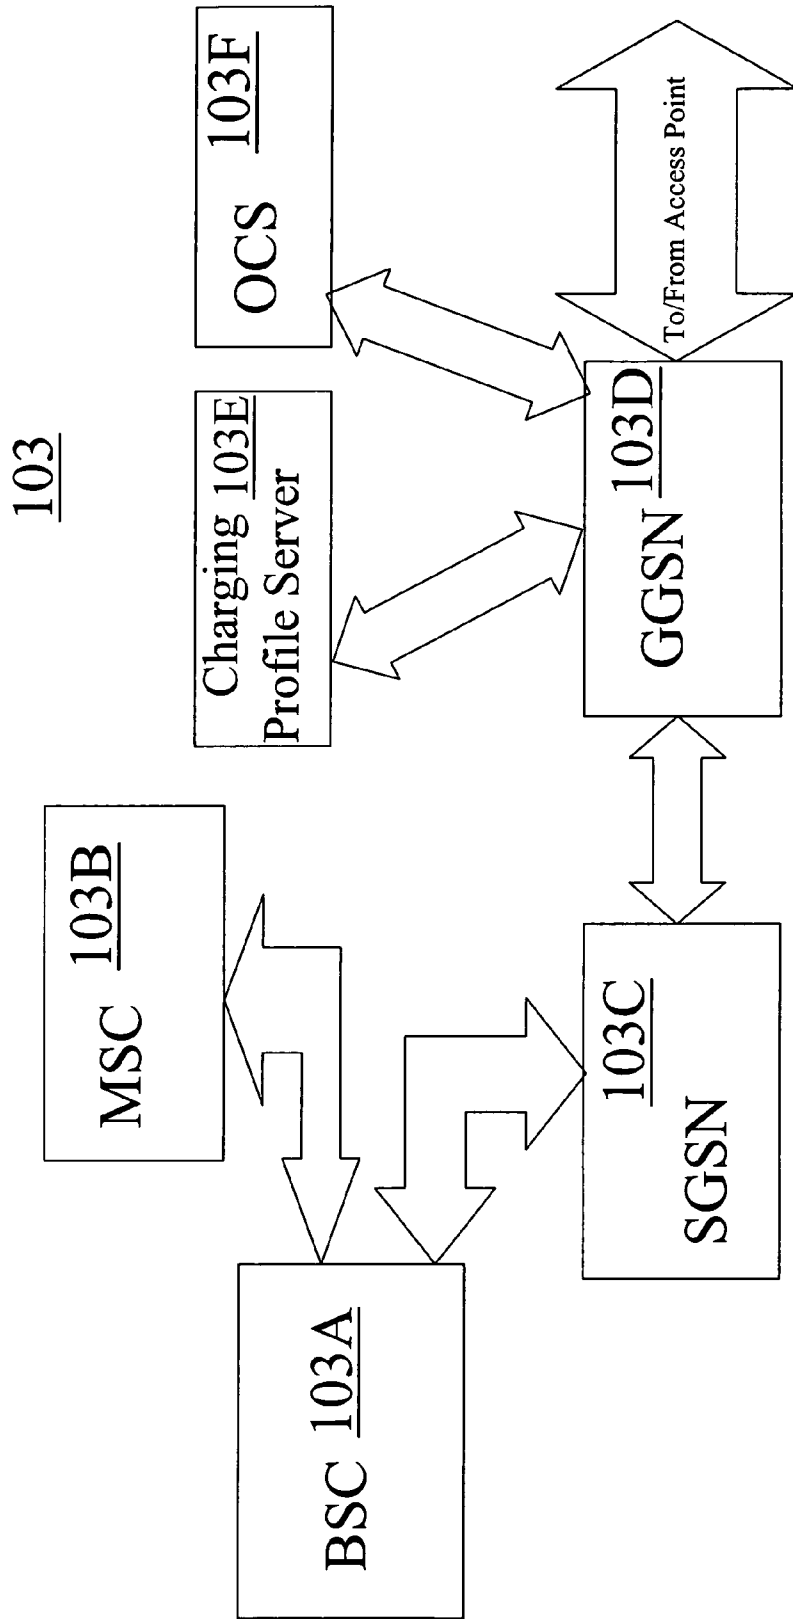 103
MSC 103B
BSC 103A
Charging 103E
Profile Server
OCS 103F
103C
SGSN
103D
GGSN
To/From Access Point